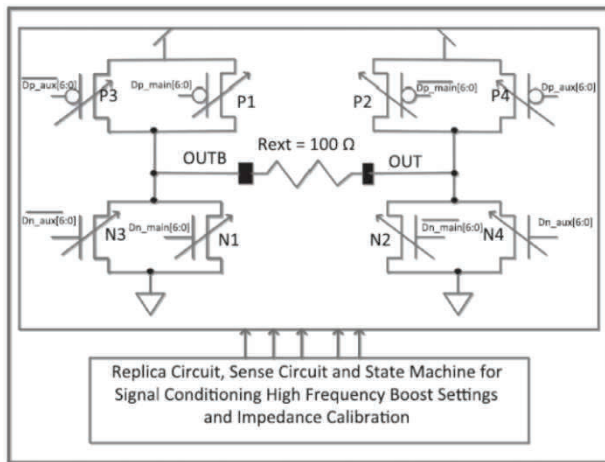 Dp_aux[6:0]
P3
Dp_main[6:0]
P1
P2
Dp_main[6:0]
P4
Dp_aux[6:0]
Rext = 100 Ω
OUTB
OUT
Dn_aux[6:0]
N3
Dn_main[6:0]
N1
N2
Dn_main[6:0]
N4
Dn_aux[6:0]
Replica Circuit, Sense Circuit and State Machine for
Signal Conditioning High Frequency Boost Settings
and Impedance Calibration